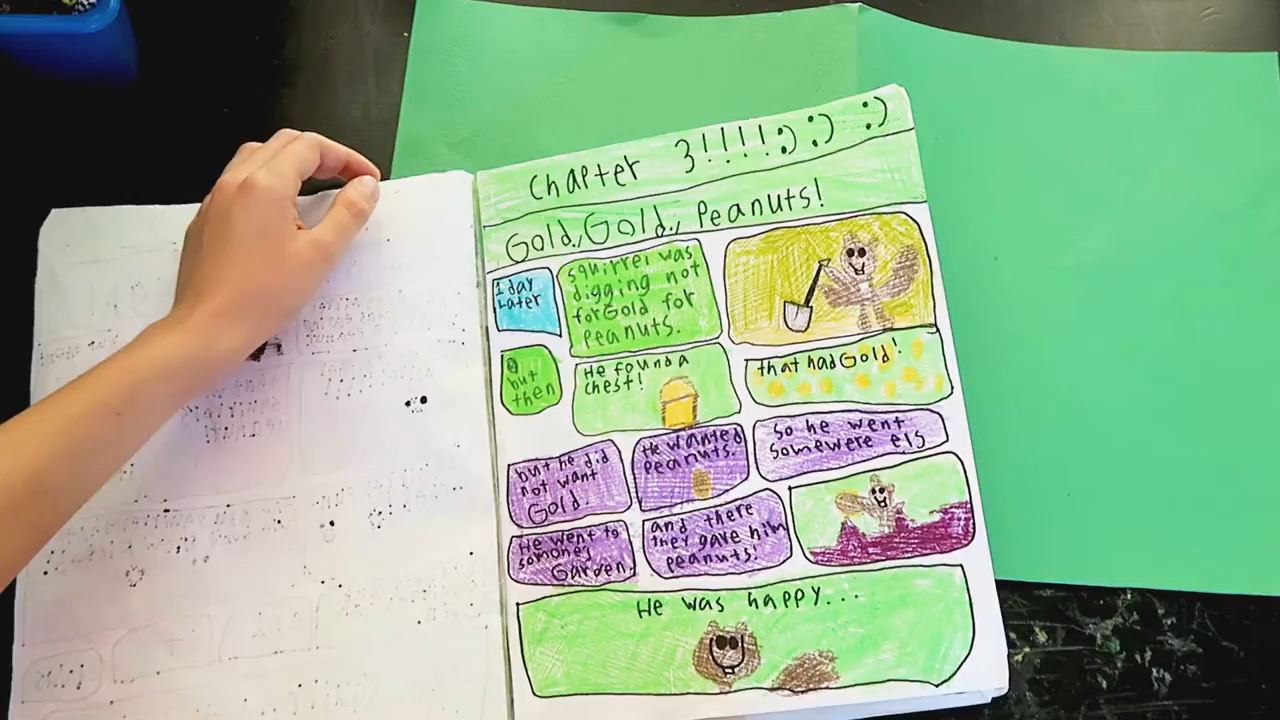 Chapter 3!!!!:) :) :)
Gold., Gold., Peanuts!
1 day
Later
squirrel was
digging not
for Gold for
Peanuts.
but
then
He found a
chest!
that had Gold!
but he did
not want
Gold.
He wanted
Peanuts.
So he went
somewere els
He went to
somones
Garden.
and there
they gave him
peanuts!
He was happy...